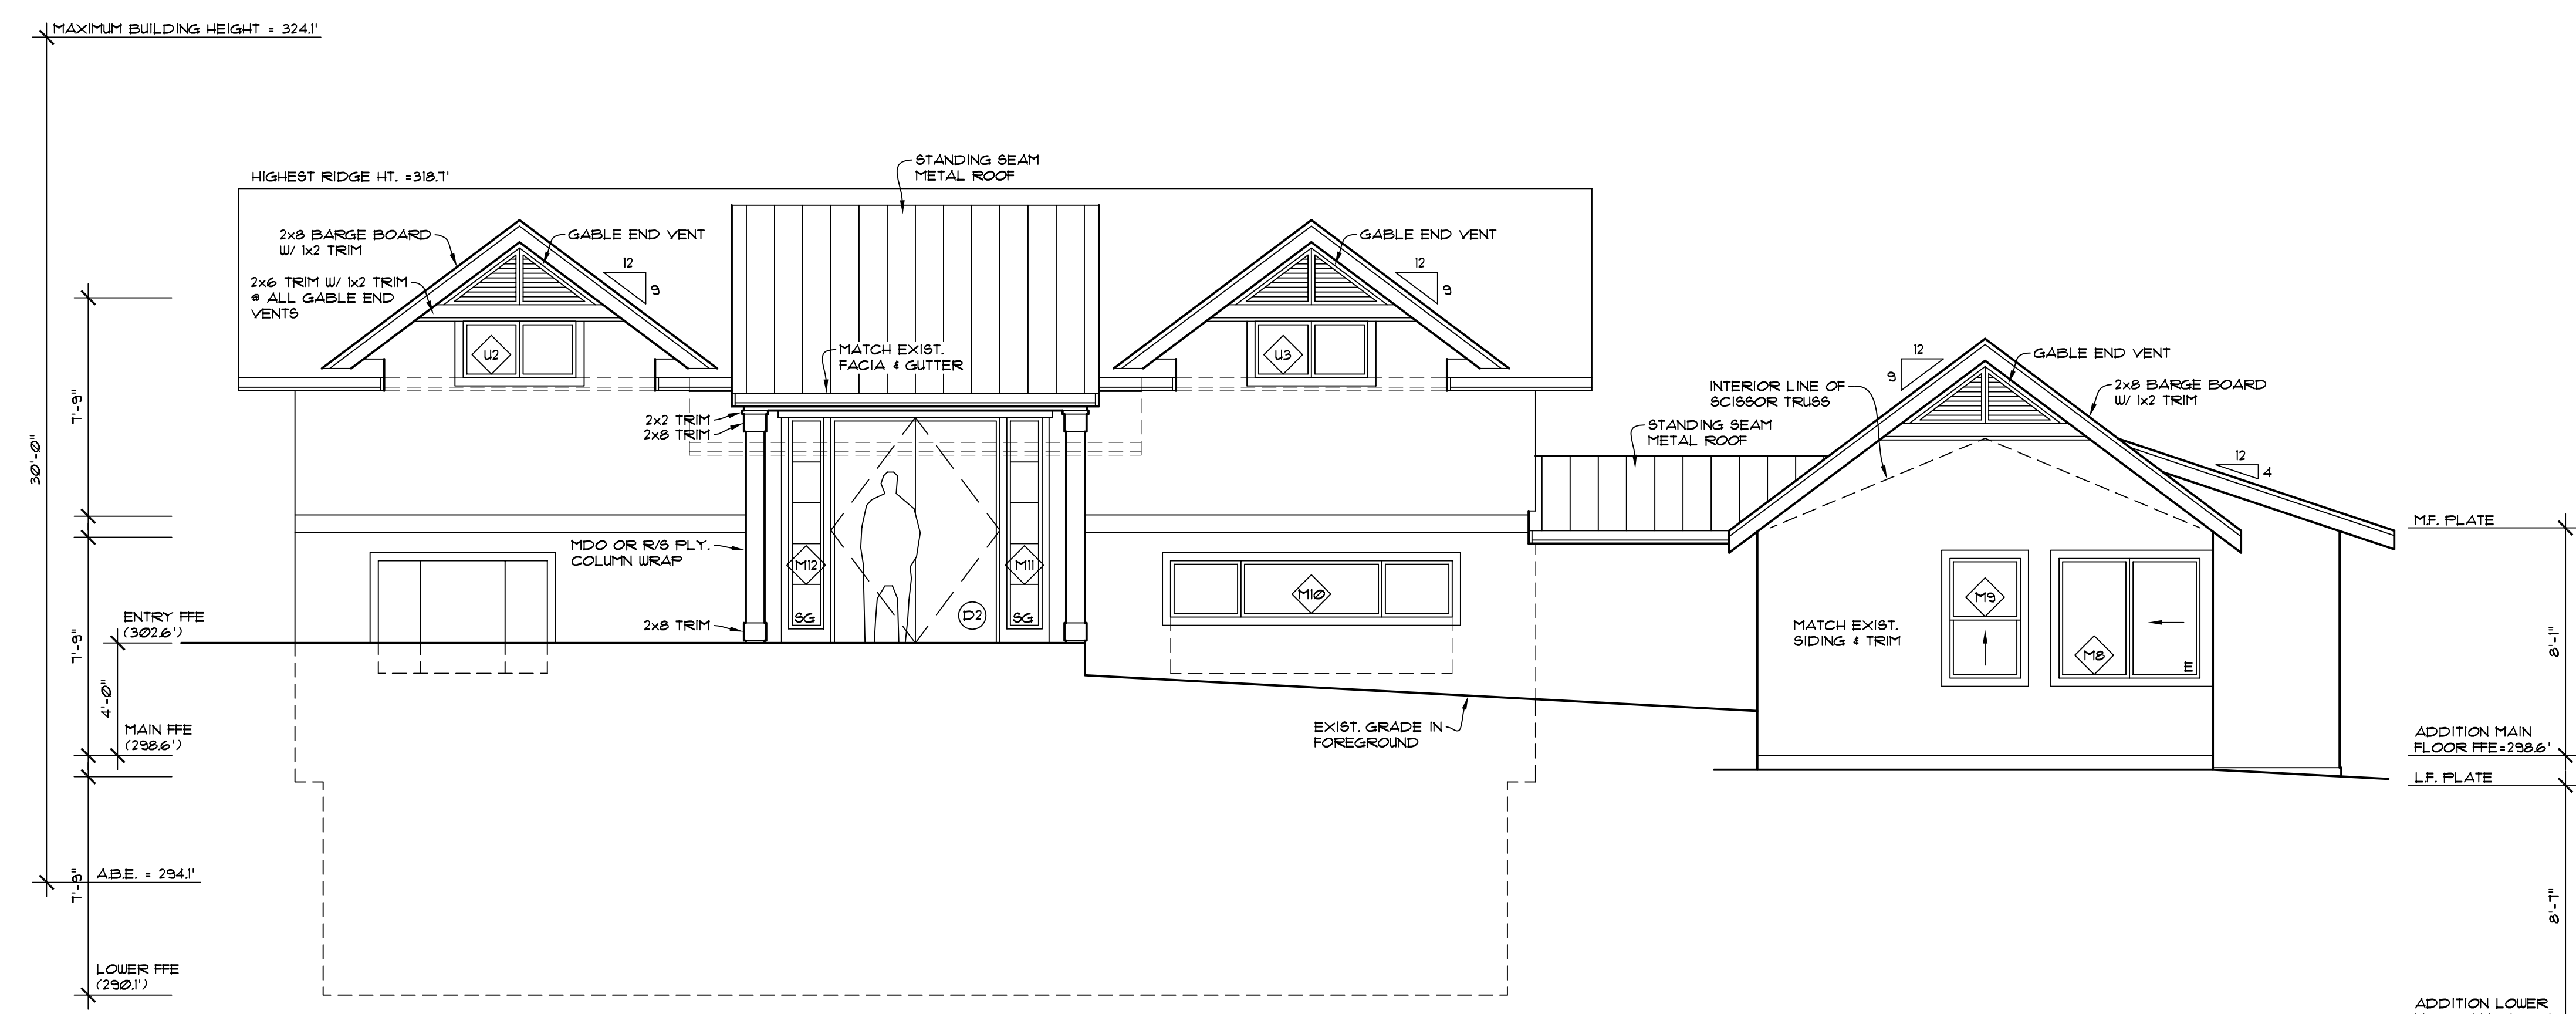 MAXIMUM BUILDING HEIGHT = 324.1'
HIGHEST RIDGE HT. =318.7'
STANDING SEAM
METAL ROOF
2x8 BARGE BOARD
W/ 1x2 TRIM
GABLE END VENT
12
9
2x6 TRIM W/ 1x2 TRIM
@ ALL GABLE END
VENTS
U2
MATCH EXIST.
FACIA & GUTTER
GABLE END VENT
12
9
U3
12
9
GABLE END VENT
2x8 BARGE BOARD
W/ 1x2 TRIM
INTERIOR LINE OF
SCISSOR TRUSS
STANDING SEAM
METAL ROOF
12
4
2x2 TRIM
2x8 TRIM
7'-9"
30'-0"
MDO OR R/S PLY.
COLUMN WRAP
M12
M11
M10
M9
M8
E
M.F. PLATE
2x8 TRIM
SG
D2
SG
MATCH EXIST.
SIDING & TRIM
ENTRY FFE
(302.6')
7'-9"
8'-1"
4'-0"
MAIN FFE
(298.6')
EXIST. GRADE IN
FOREGROUND
ADDITION MAIN
FLOOR FFE=298.6'
L.F. PLATE
7'-9"
A.B.E. = 294.1'
8'-7"
LOWER FFE
(290.1')
ADDITION LOWER